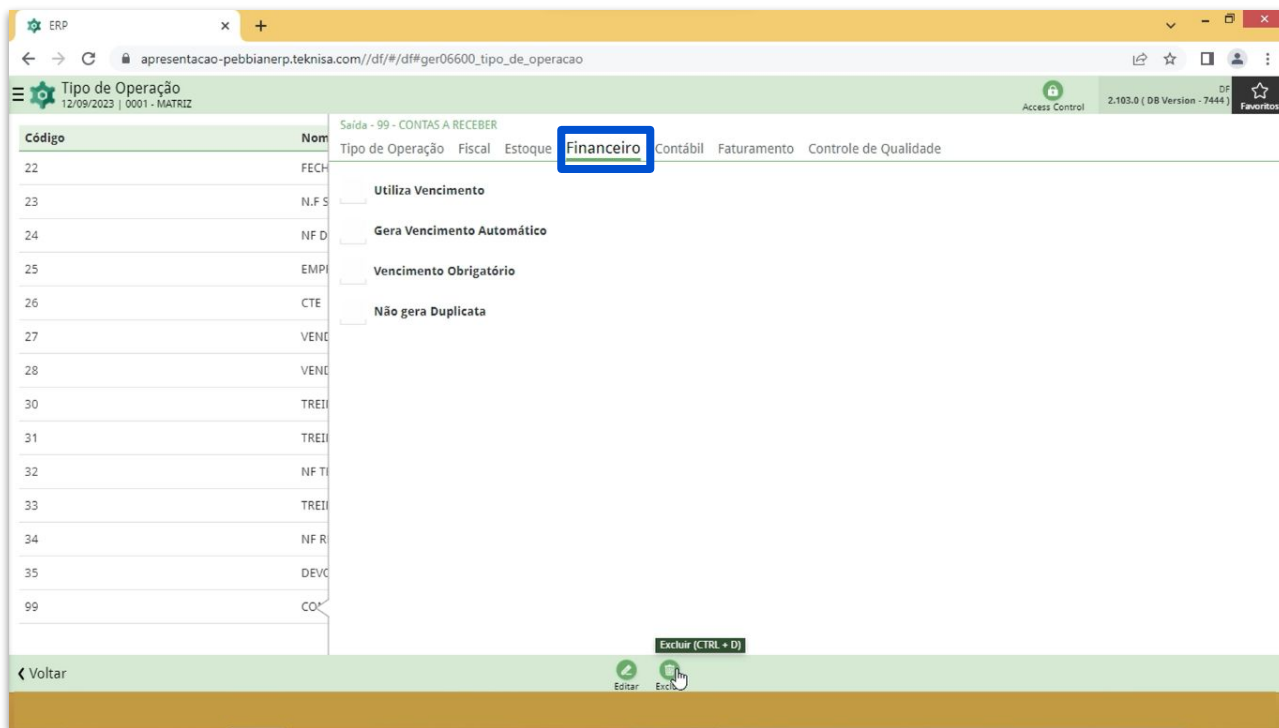 ERP
apresentacao-pebbianerp.teknisa.com//df/#/df#ger06600_tipo_de_operacao
Tipo de Operação
12/09/2023 | 0001 - MATRIZ
Access Control
DF
2.103.0 ( DB Version - 7444 )
Favoritos
Código Nom
22 FECH
23 N.F S
24 NF D
25 EMPI
26 CTE
27 VEND
28 VEND
30 TREI
31 TREI
32 NF T
33 TREI
34 NF R
35 DEVO
99 CO
Saída - 99 - CONTAS A RECEBER
Tipo de Operação Fiscal Estoque Financeiro Contábil Faturamento Controle de Qualidade
Utiliza Vencimento
Gera Vencimento Automático
Vencimento Obrigatório
Não gera Duplicata
Excluir (CTRL + D)
Voltar
Editar